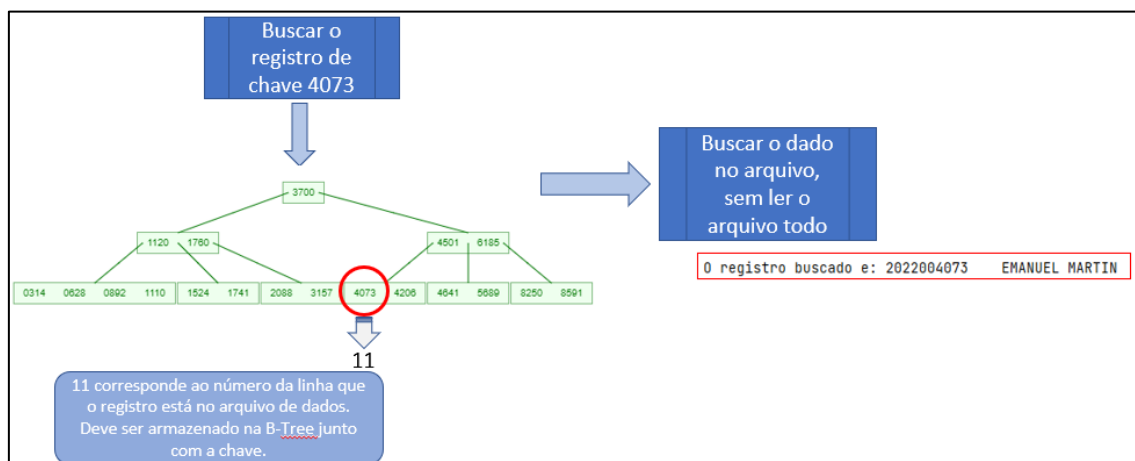 Buscar o
registro de
chave 4073
Buscar o dado
no arquivo,
sem ler o
arquivo todo
3700
1120 1760
4501 6185
0314 0628 0892 1110 1524 1741 2088 3157 4073 4206 4641 5689 8250 8591
O registro buscado e: 2022004073 EMANUEL MARTIN
11
11 corresponde ao número da linha que
o registro está no arquivo de dados.
Deve ser armazenado na B-Tree junto
com a chave.